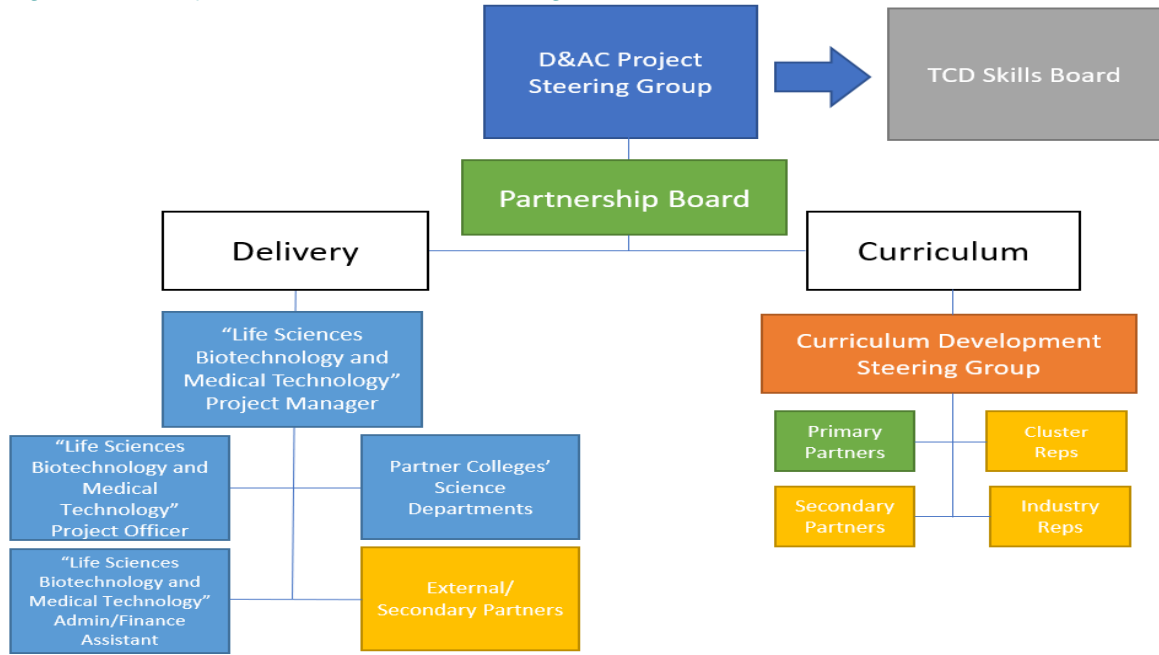 D&AC Project
Steering Group
TCD Skills Board
Partnership Board
Delivery
Curriculum
“Life Sciences
Biotechnology and
Medical Technology”
Project Manager
Curriculum Development
Steering Group
Primary
Partners
Cluster
Reps
“Life Sciences
Biotechnology and
Medical
Technology”
Project Officer
Partner Colleges’
Science
Departments
Secondary
Partners
Industry
Reps
“Life Sciences
Biotechnology and
Medical Technology”
Admin/Finance
Assistant
External/
Secondary Partners